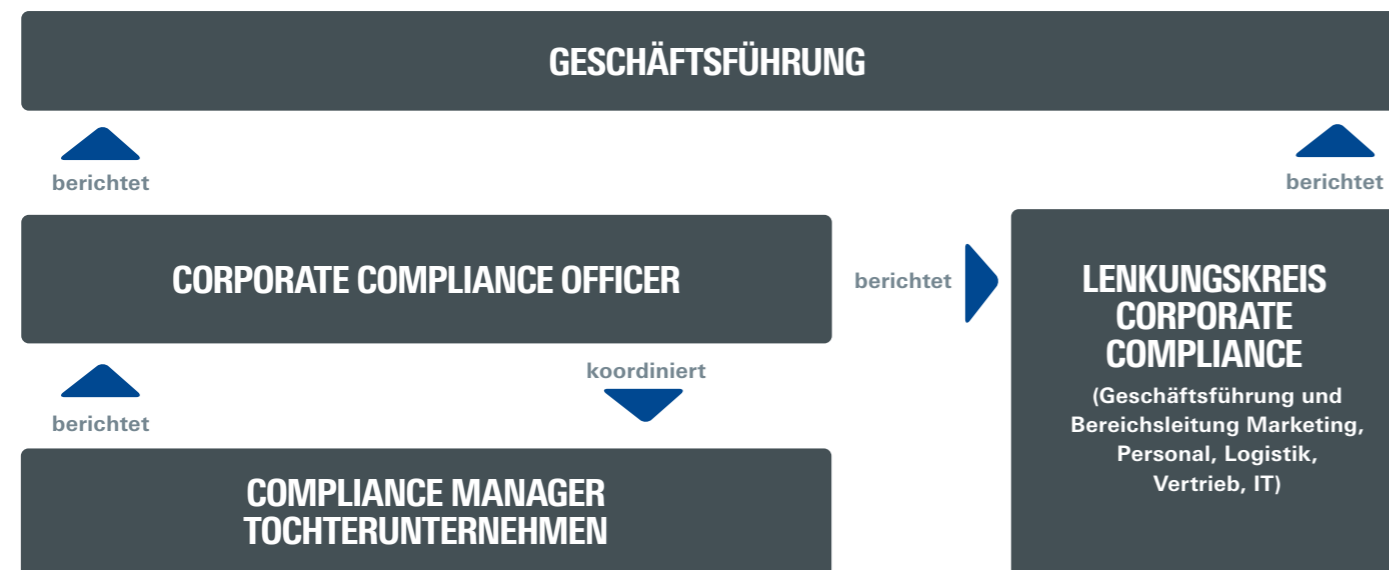 GESCHÄFTSFÜHRUNG
berichtet
berichtet
CORPORATE COMPLIANCE OFFICER
berichtet
LENKUNGSKREIS
CORPORATE
COMPLIANCE
(Geschäftsführung und
Bereichsleitung Marketing,
Personal, Logistik,
Vertrieb, IT)
koordiniert
berichtet
COMPLIANCE MANAGER
TOCHTERUNTERNEHMEN